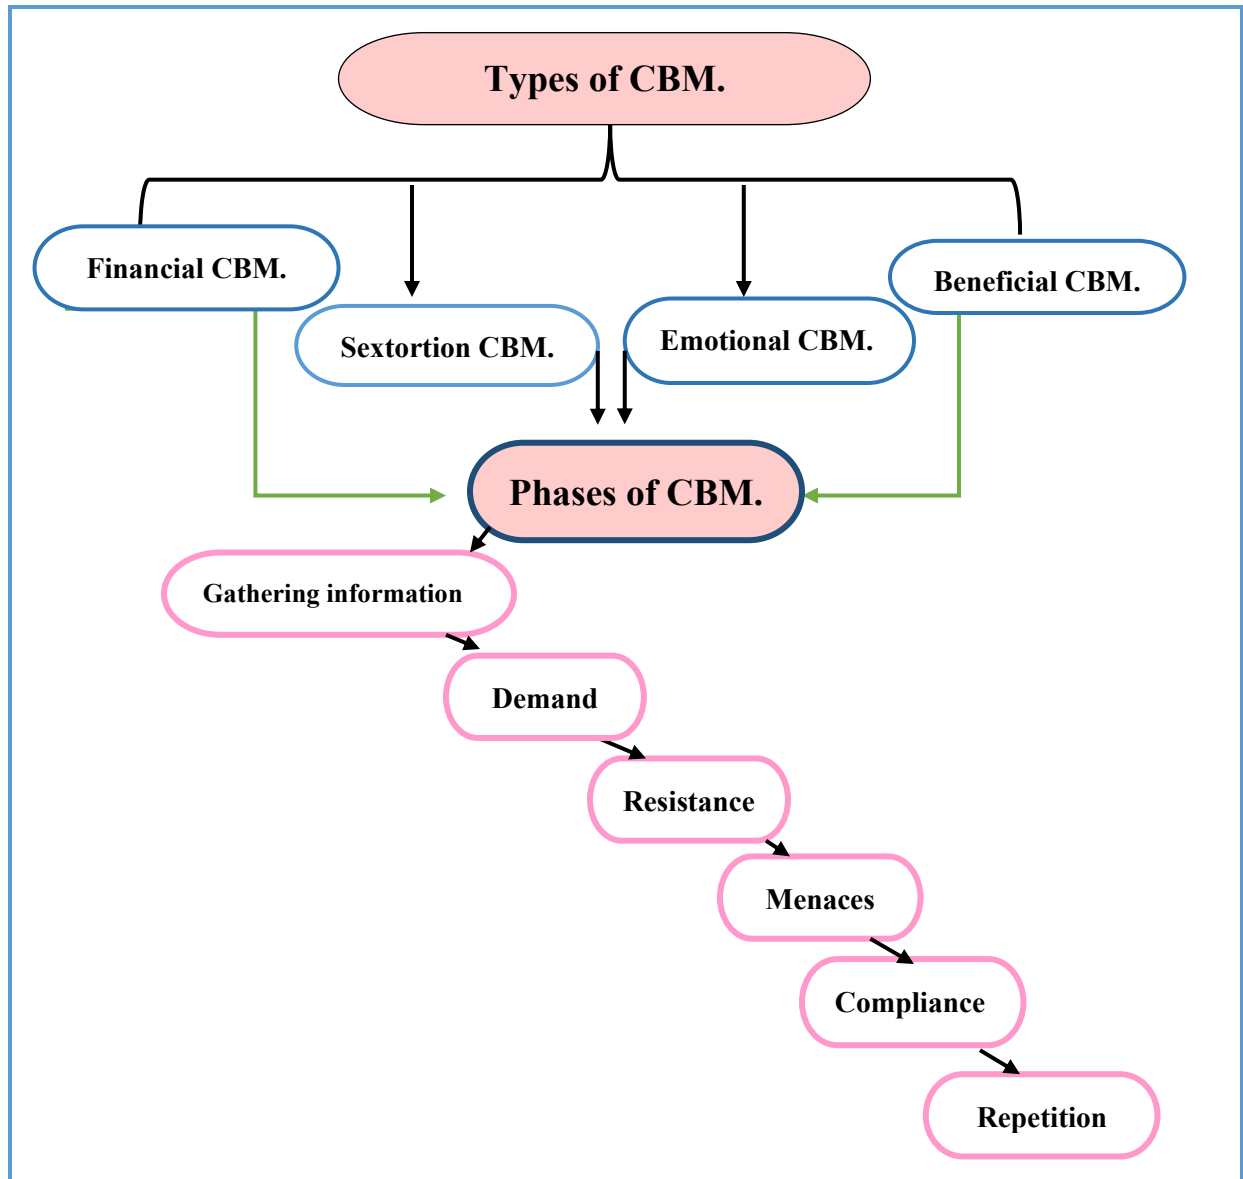 Types of CBM.
Financial CBM.
Beneficial CBM.
Sextortion CBM.
Emotional CBM.
Phases of CBM.
Gathering information
Demand
Resistance
Menaces
Compliance
Repetition